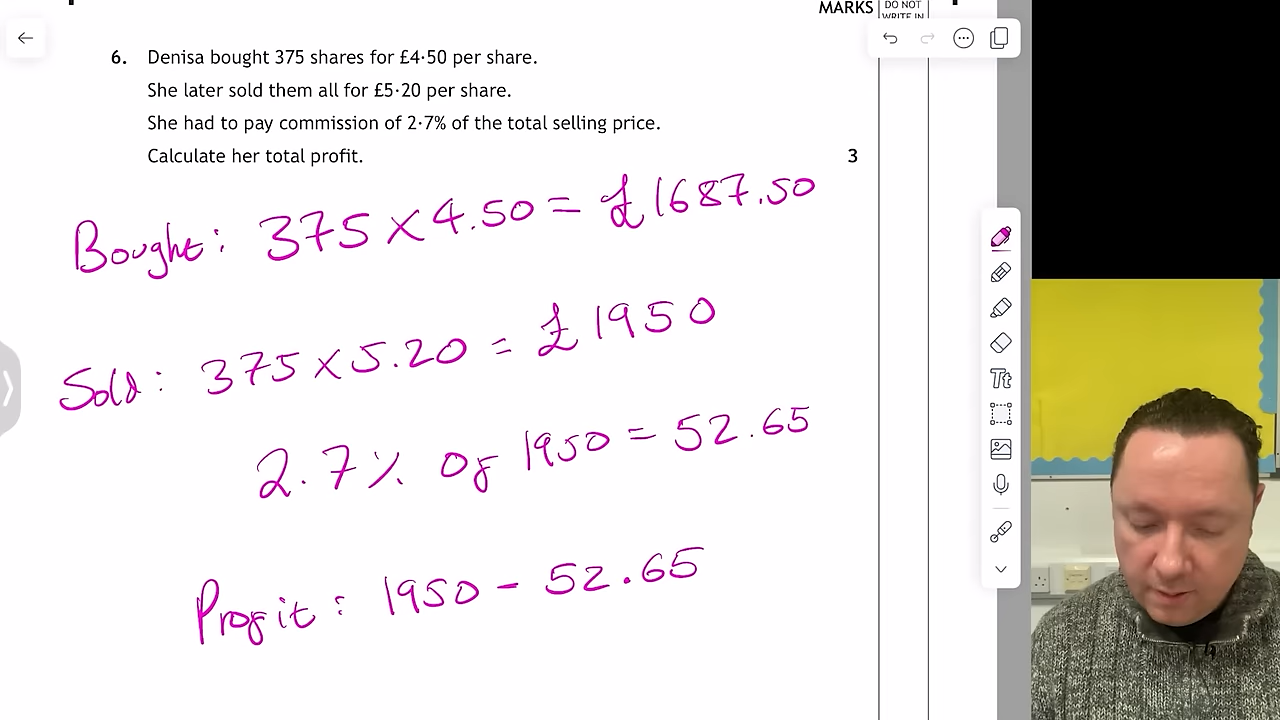 MARKS DO NOT
WRITE IN
6. Denisa bought 375 shares for £4·50 per share.
She later sold them all for £5·20 per share.
She had to pay commission of 2·7% of the total selling price.
Calculate her total profit. 3
Bought: 375 × 4.50 = £1687.50
Sold: 375 × 5.20 = £1950
2.7% of 1950 = 52.65
Profit: 1950 - 52.65
Tt